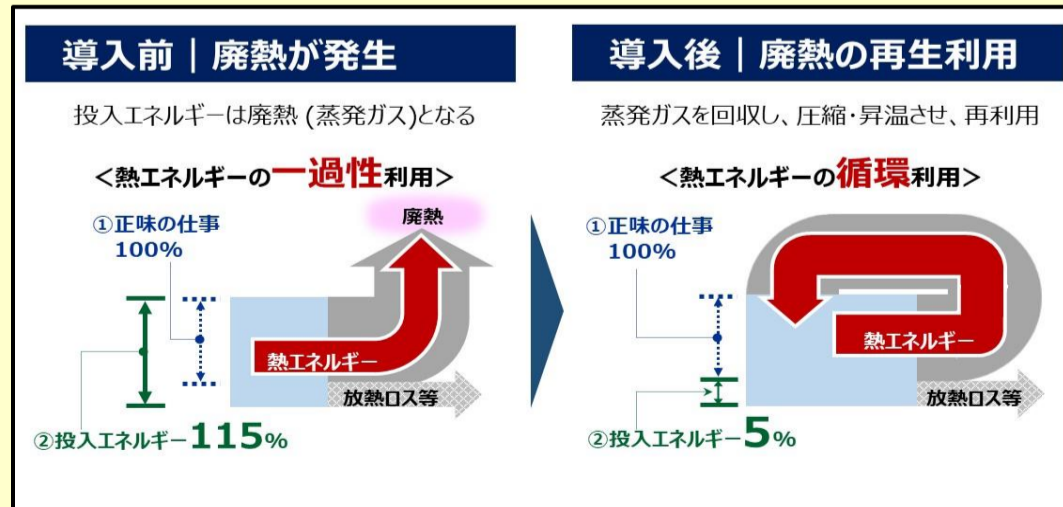 導入前｜廃熱が発生
投入エネルギーは廃熱 (蒸発ガス)となる
＜熱エネルギーの一過性利用＞
廃熱
①正味の仕事
100%
熱エネルギー
放熱ロス等
②投入エネルギー115%
導入後｜廃熱の再生利用
蒸発ガスを回収し、圧縮・昇温させ、再利用
＜熱エネルギーの循環利用＞
①正味の仕事
100%
熱エネルギー
放熱ロス等
②投入エネルギー5%